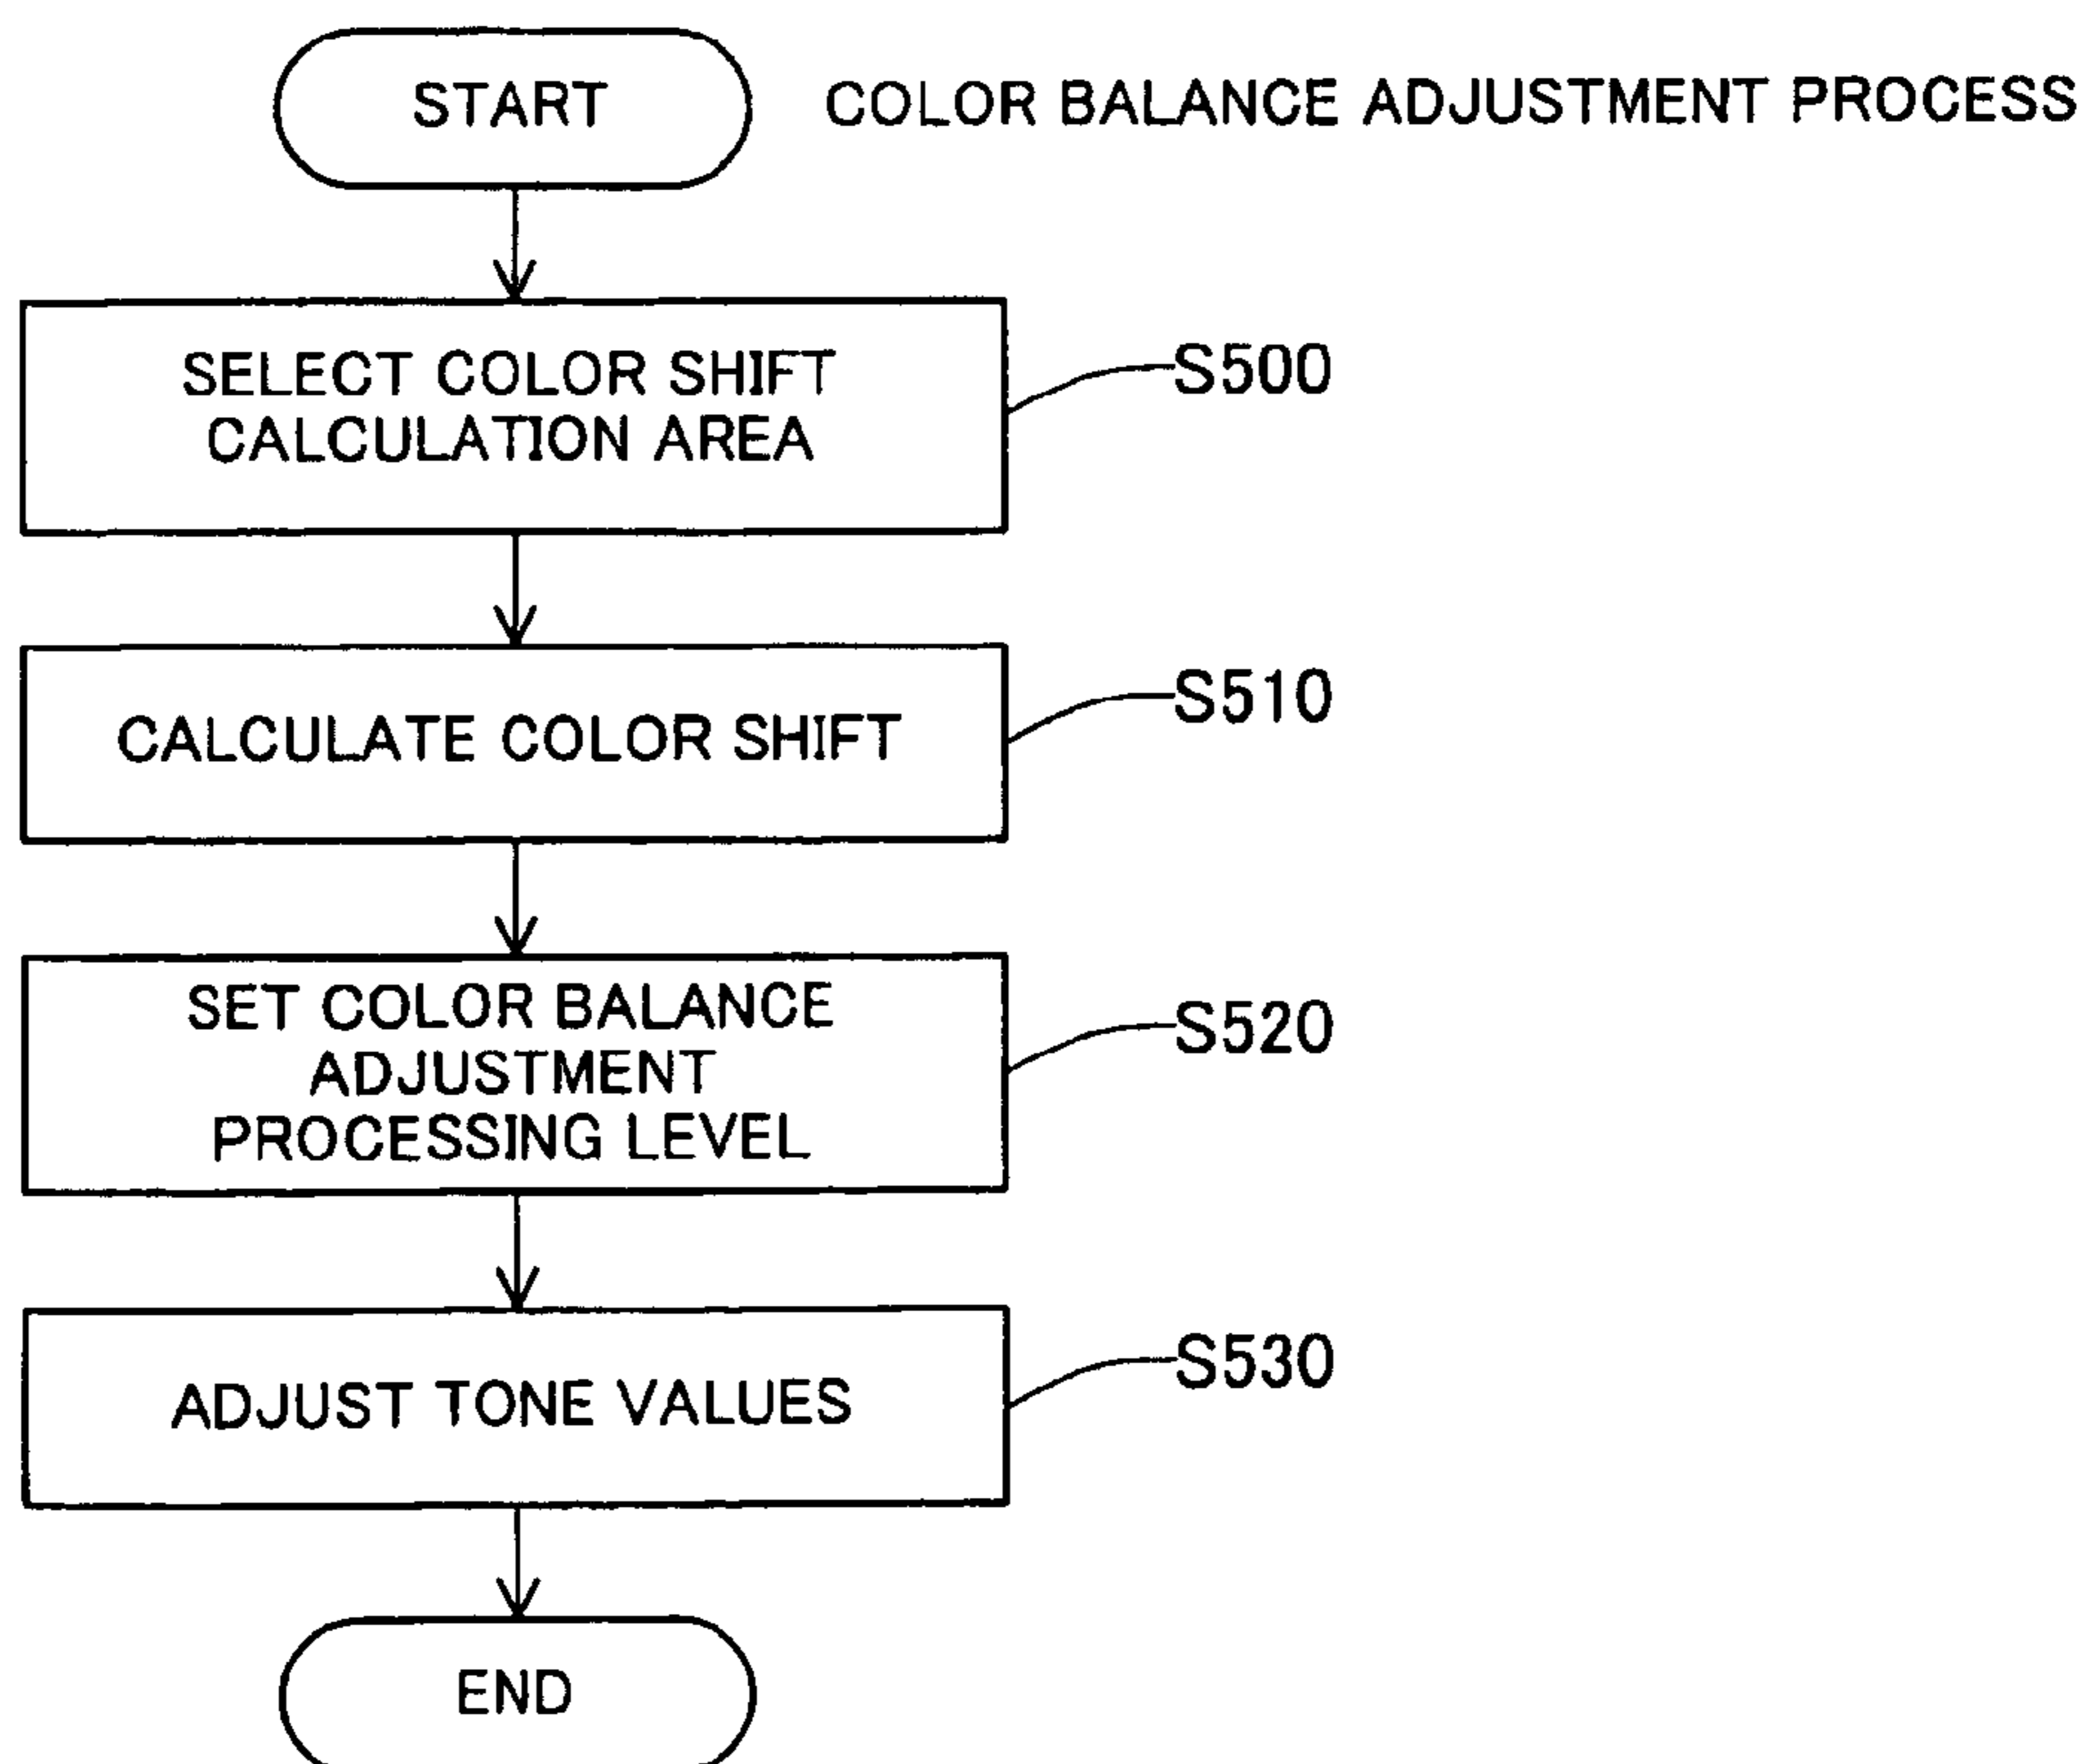 START
COLOR BALANCE ADJUSTMENT PROCESS
SELECT COLOR SHIFT
CALCULATION AREA
S500
CALCULATE COLOR SHIFT
S510
SET COLOR BALANCE
ADJUSTMENT
PROCESSING LEVEL
S520
ADJUST TONE VALUES
S530
END